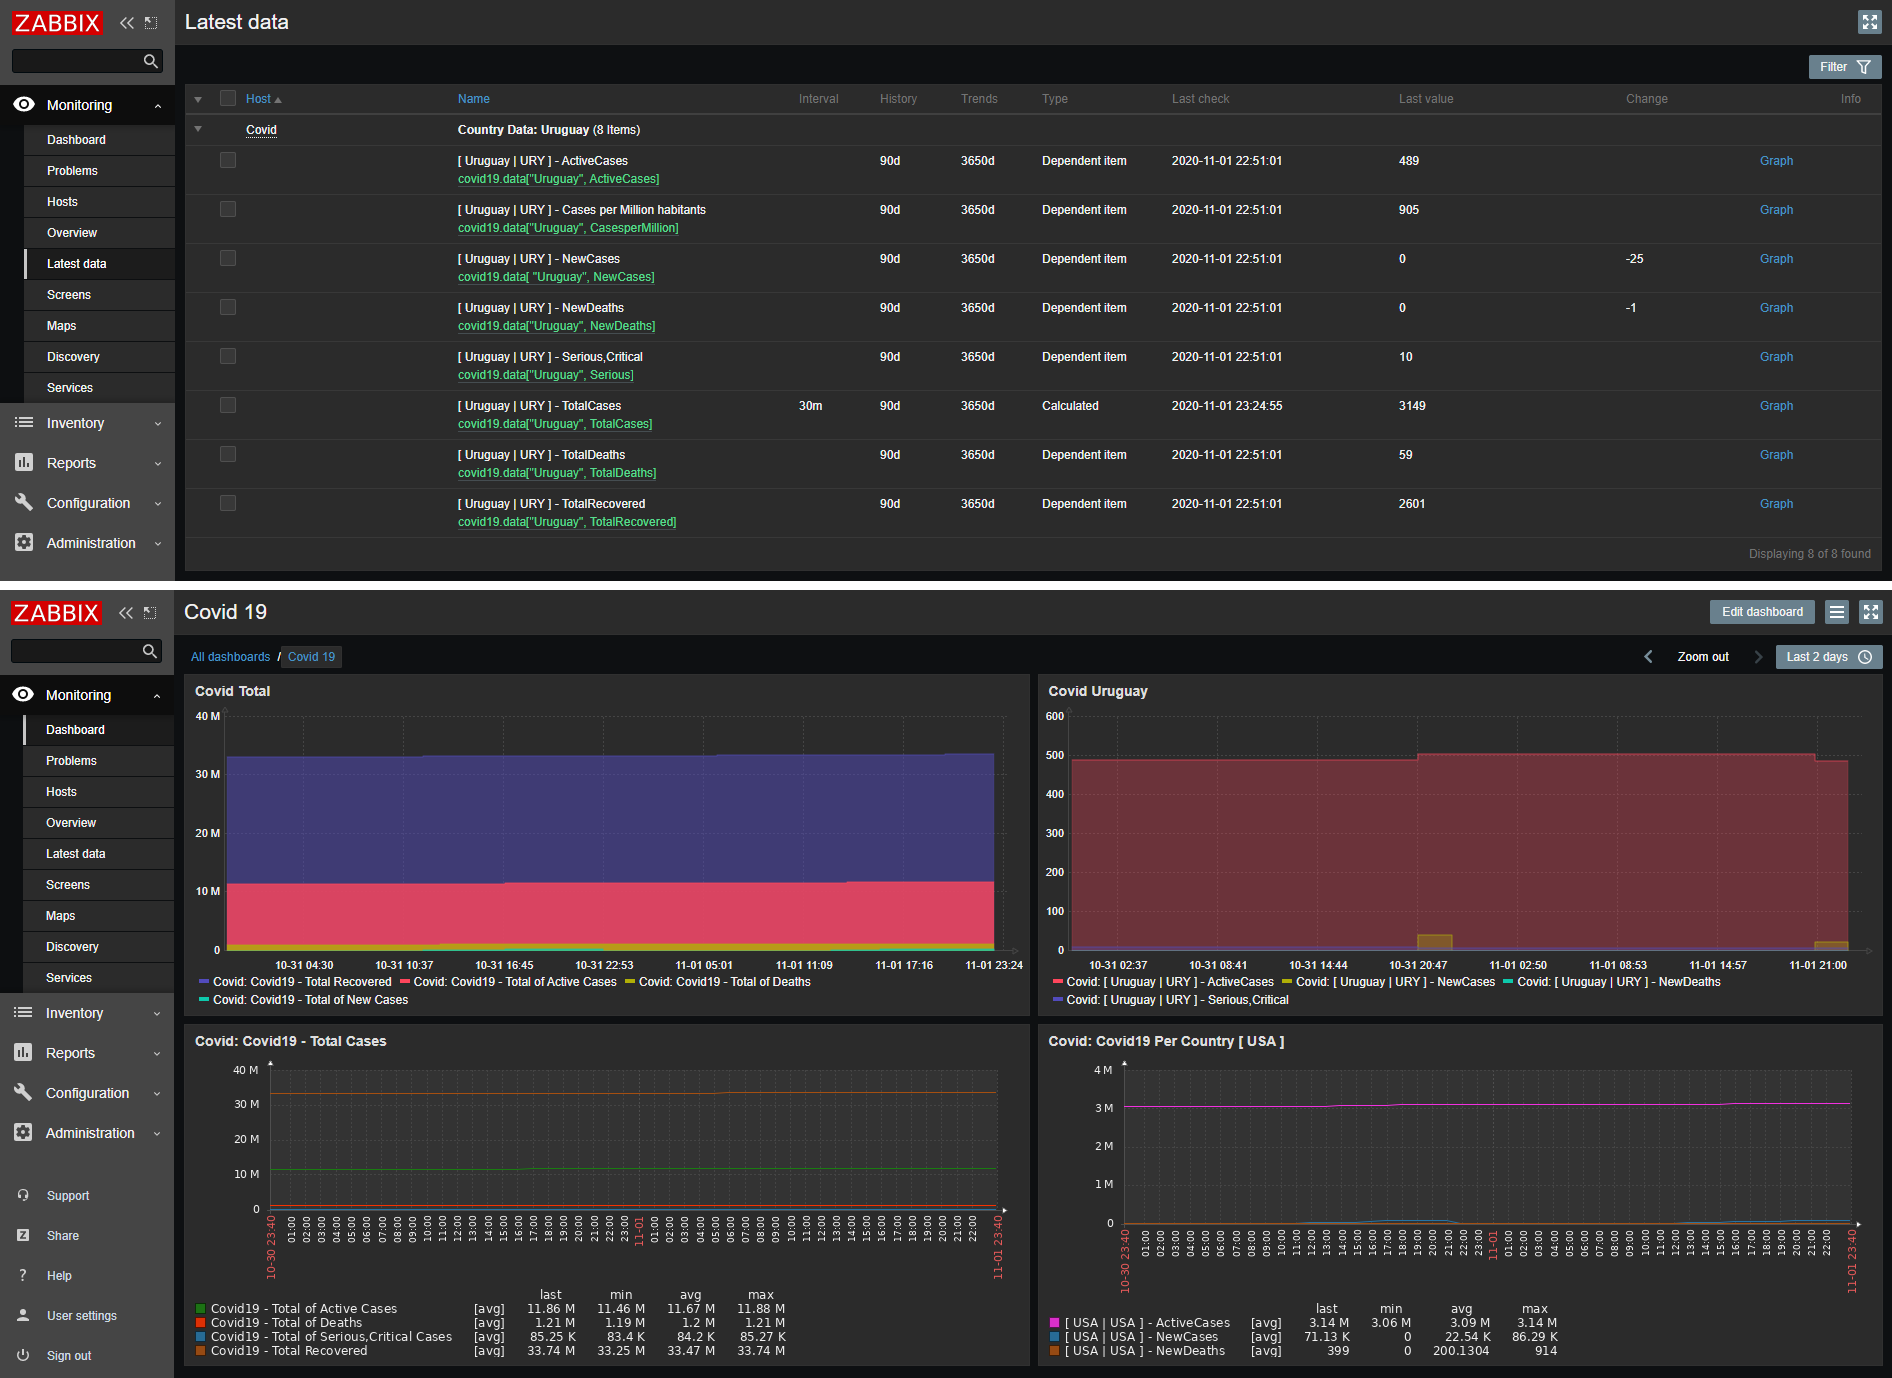 ZABBIX
Latest data
Filter
Monitoring
Dashboard
Problems
Hosts
Overview
Latest data
Screens
Maps
Discovery
Services
Inventory
Reports
Configuration
Administration
Host Name Interval History Trends Type Last check Last value Change Info
Covid Country Data: Uruguay (8 Items)
[ Uruguay | URY ] - ActiveCases 90d 3650d Dependent item 2020-11-01 22:51:01 489 Graph
covid19.data["Uruguay", ActiveCases]
[ Uruguay | URY ] - Cases per Million habitants 90d 3650d Dependent item 2020-11-01 22:51:01 905 Graph
covid19.data["Uruguay", CasesperMillion]
[ Uruguay | URY ] - NewCases 90d 3650d Dependent item 2020-11-01 22:51:01 0 -25 Graph
covid19.data[ "Uruguay", NewCases]
[ Uruguay | URY ] - NewDeaths 90d 3650d Dependent item 2020-11-01 22:51:01 0 -1 Graph
covid19.data["Uruguay", NewDeaths]
[ Uruguay | URY ] - Serious,Critical 90d 3650d Dependent item 2020-11-01 22:51:01 10 Graph
covid19.data["Uruguay", Serious]
[ Uruguay | URY ] - TotalCases 30m 90d 3650d Calculated 2020-11-01 23:24:55 3149 Graph
covid19.data["Uruguay", TotalCases]
[ Uruguay | URY ] - TotalDeaths 90d 3650d Dependent item 2020-11-01 22:51:01 59 Graph
covid19.data["Uruguay", TotalDeaths]
[ Uruguay | URY ] - TotalRecovered 90d 3650d Dependent item 2020-11-01 22:51:01 2601 Graph
covid19.data["Uruguay", TotalRecovered]
Displaying 8 of 8 found
ZABBIX
Covid 19
Edit dashboard
All dashboards / Covid 19
Zoom out
Last 2 days
Monitoring
Dashboard
Problems
Hosts
Overview
Latest data
Screens
Maps
Discovery
Services
Inventory
Reports
Configuration
Administration
Support
Share
Help
User settings
Sign out
Covid Total
40 M
30 M
20 M
10 M
0
10-31 04:30 10-31 10:37 10-31 16:45 10-31 22:53 11-01 05:01 11-01 11:09 11-01 17:16 11-01 23:24
Covid: Covid19 - Total Recovered Covid: Covid19 - Total of Active Cases Covid: Covid19 - Total of Deaths
Covid: Covid19 - Total of New Cases
Covid Uruguay
600
500
400
300
200
100
0
10-31 02:37 10-31 08:41 10-31 14:44 10-31 20:47 11-01 02:50 11-01 08:53 11-01 14:57 11-01 21:00
Covid: [ Uruguay | URY ] - ActiveCases Covid: [ Uruguay | URY ] - NewCases Covid: [ Uruguay | URY ] - NewDeaths
Covid: [ Uruguay | URY ] - Serious,Critical
Covid: Covid19 - Total Cases
40 M
30 M
20 M
10 M
0
10-30 23:40 01:00 02:00 03:00 04:00 05:00 06:00 07:00 08:00 09:00 10:00 11:00 12:00 13:00 14:00 15:00 16:00 17:00 18:00 19:00 20:00 21:00 22:00 23:00 11-01 01:00 02:00 03:00 04:00 05:00 06:00 07:00 08:00 09:00 10:00 11:00 12:00 13:00 14:00 15:00 16:00 17:00 18:00 19:00 20:00 21:00 22:00 11-01 23:40
last min avg max
Covid19 - Total of Active Cases [avg] 11.86 M 11.46 M 11.67 M 11.88 M
Covid19 - Total of Deaths [avg] 1.21 M 1.19 M 1.2 M 1.21 M
Covid19 - Total of Serious,Critical Cases [avg] 85.25 K 83.4 K 84.2 K 85.27 K
Covid19 - Total Recovered [avg] 33.74 M 33.25 M 33.47 M 33.74 M
Covid: Covid19 Per Country [ USA ]
4 M
3 M
2 M
1 M
0
10-30 23:40 01:00 02:00 03:00 04:00 05:00 06:00 07:00 08:00 09:00 10:00 11:00 12:00 13:00 14:00 15:00 16:00 17:00 18:00 19:00 20:00 21:00 22:00 23:00 11-01 01:00 02:00 03:00 04:00 05:00 06:00 07:00 08:00 09:00 10:00 11:00 12:00 13:00 14:00 15:00 16:00 17:00 18:00 19:00 20:00 21:00 22:00 11-01 23:40
last min avg max
[ USA | USA ] - ActiveCases [avg] 3.14 M 3.06 M 3.09 M 3.14 M
[ USA | USA ] - NewCases [avg] 71.13 K 0 22.54 K 86.29 K
[ USA | USA ] - NewDeaths [avg] 399 0 200.1304 914